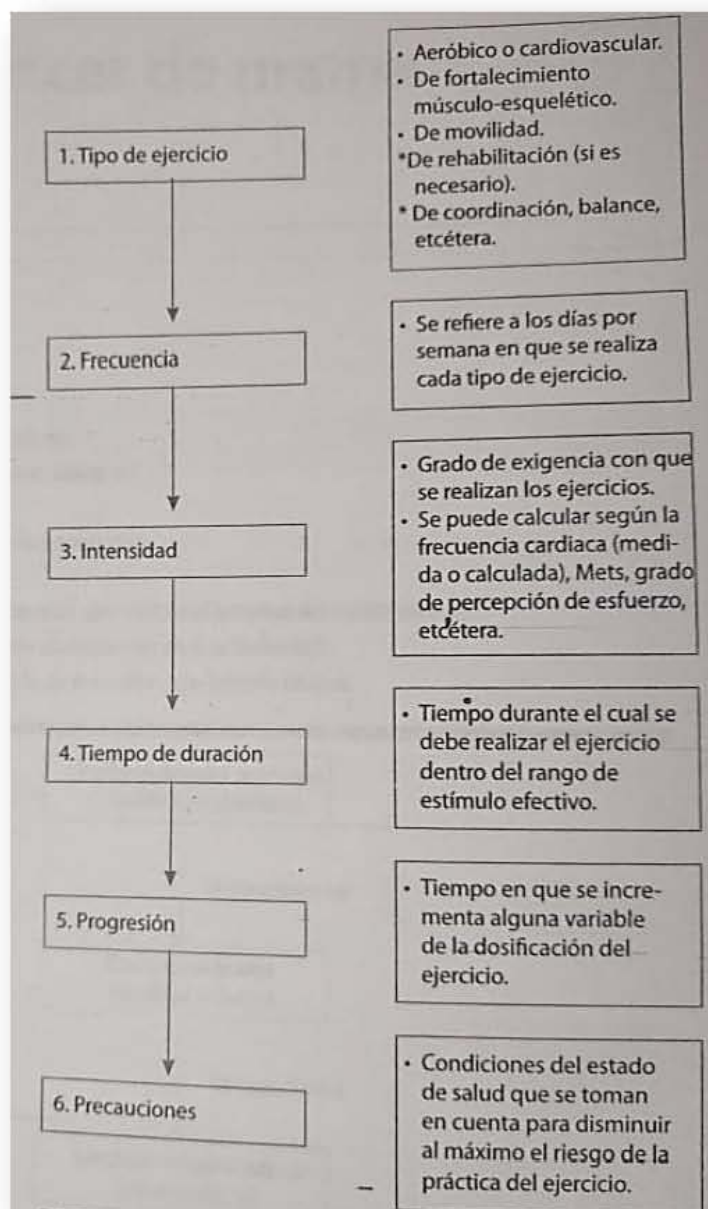 1. Tipo de ejercicio
• Aeróbico o cardiovascular.
• De fortalecimiento
músculo-esquelético.
• De movilidad.
*De rehabilitación (si es
necesario).
* De coordinación, balance,
etcétera.
2. Frecuencia
• Se refiere a los días por
semana en que se realiza
cada tipo de ejercicio.
3. Intensidad
• Grado de exigencia con que
se realizan los ejercicios.
• Se puede calcular según la
frecuencia cardiaca (medi-
da o calculada), Mets, grado
de percepción de esfuerzo,
etcétera.
4. Tiempo de duración
• Tiempo durante el cual se
debe realizar el ejercicio
dentro del rango de
estímulo efectivo.
5. Progresión
• Tiempo en que se incre-
menta alguna variable
de la dosificación del
ejercicio.
6. Precauciones
• Condiciones del estado
de salud que se toman
en cuenta para disminuir
al máximo el riesgo de la
práctica del ejercicio.